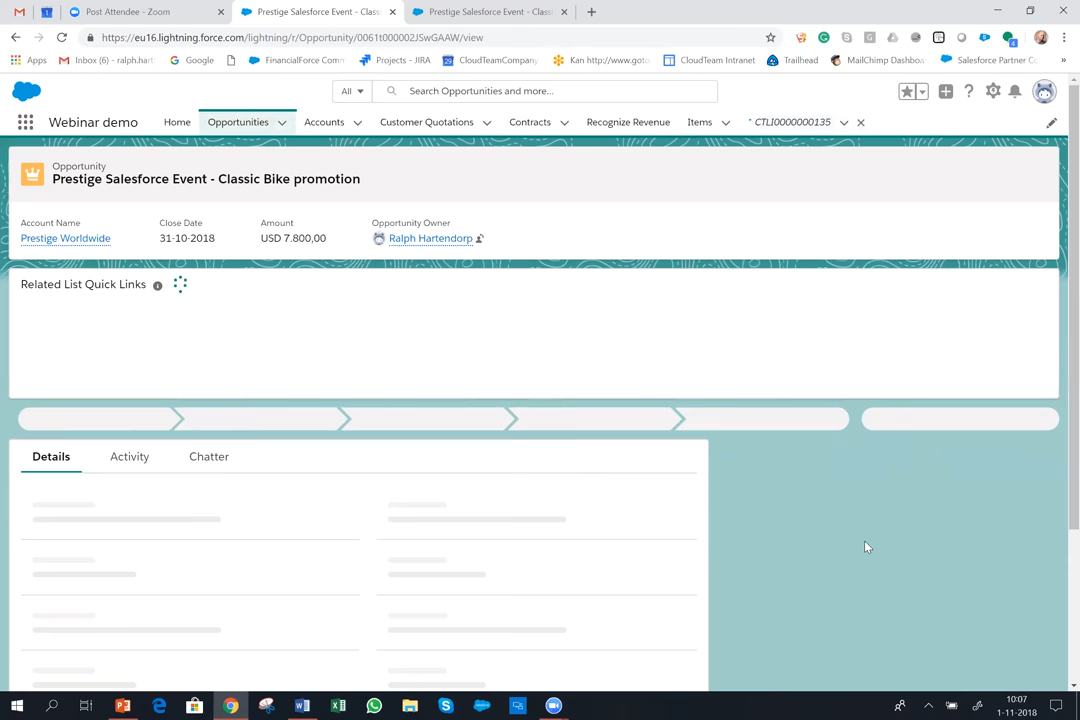 Post Attendee - Zoom
Prestige Salesforce Event - Classi
Prestige Salesforce Event - Classi
https://eu16.lightning.force.com/lightning/r/Opportunity/0061t000002JSwGAAW/view
Apps
Inbox (6) - ralph.hart
Google
FinancialForce Comm
Projects - JIRA
CloudTeamCompany
Kan http://www.goto
CloudTeam Intranet
Trailhead
MailChimp Dashboa
Salesforce Partner Co
»
All
Search Opportunities and more...
Webinar demo
Home
Opportunities
Accounts
Customer Quotations
Contracts
Recognize Revenue
Items
* CTLI0000000135
Opportunity
Prestige Salesforce Event - Classic Bike promotion
Account Name
Close Date
Amount
Opportunity Owner
Prestige Worldwide
31-10-2018
USD 7.800,00
Ralph Hartendorp
Related List Quick Links
Details
Activity
Chatter
10:07
1-11-2018